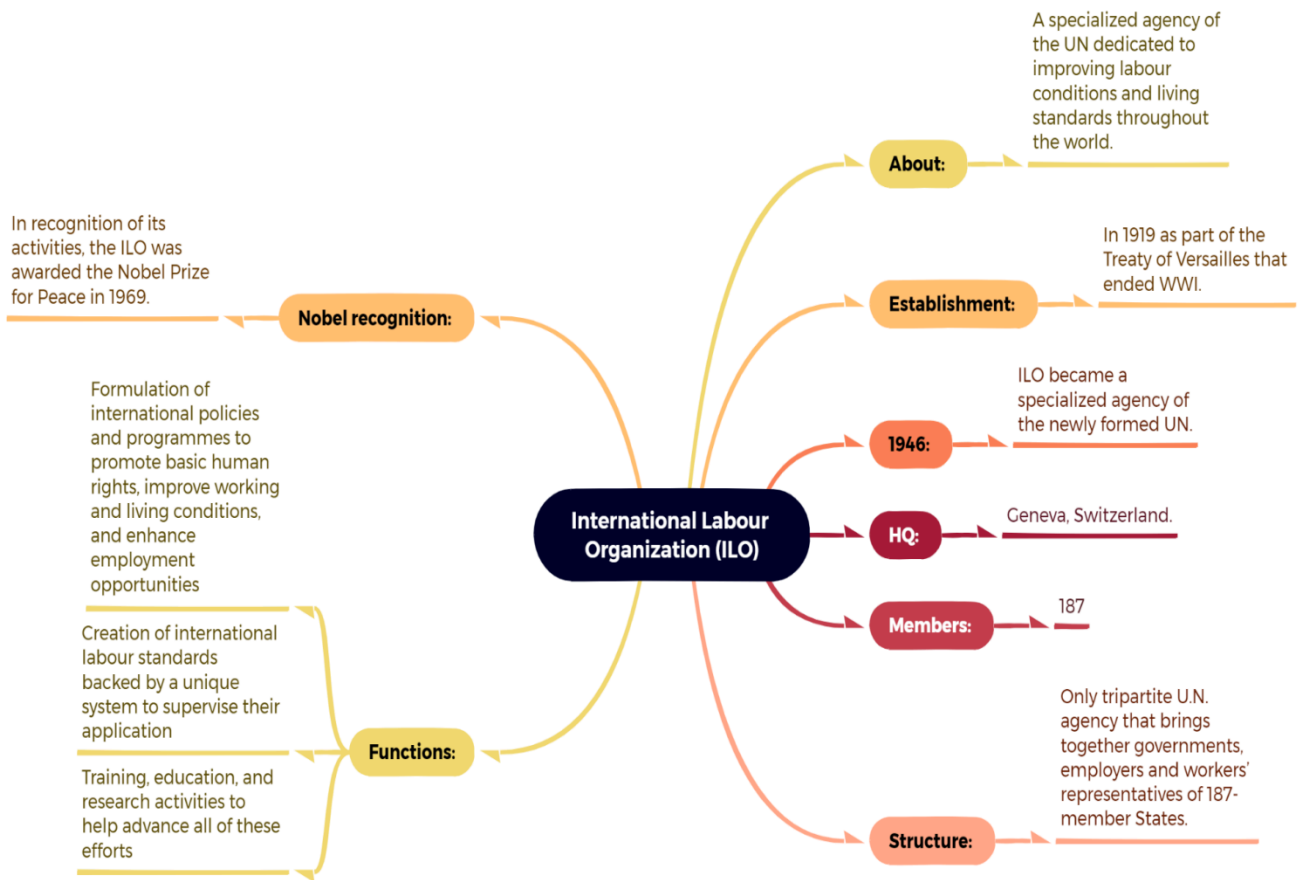 International Labour
Organization (ILO)
About:
A specialized agency of
the UN dedicated to
improving labour
conditions and living
standards throughout
the world.
Establishment:
In 1919 as part of the
Treaty of Versailles that
ended WWI.
1946:
ILO became a
specialized agency of
the newly formed UN.
HQ:
Geneva, Switzerland.
Members:
187
Structure:
Only tripartite U.N.
agency that brings
together governments,
employers and workers’
representatives of 187-
member States.
Nobel recognition:
In recognition of its
activities, the ILO was
awarded the Nobel Prize
for Peace in 1969.
Functions:
Formulation of
international policies
and programmes to
promote basic human
rights, improve working
and living conditions,
and enhance
employment
opportunities
Creation of international
labour standards
backed by a unique
system to supervise their
application
Training, education, and
research activities to
help advance all of these
efforts